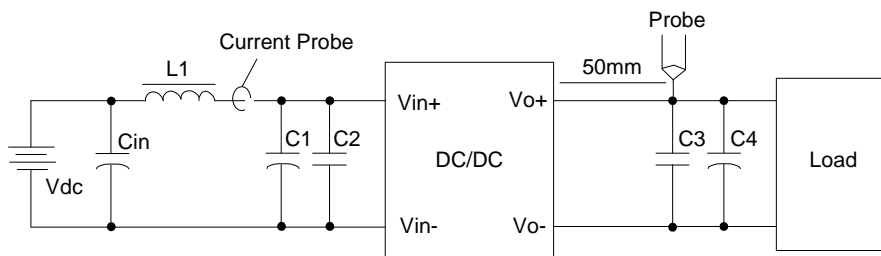 Probe
Current Probe
L1
50mm
Vin+
Vo+
Cin
C1
C2
C3
C4
DC/DC
Load
Vdc
Vin-
Vo-